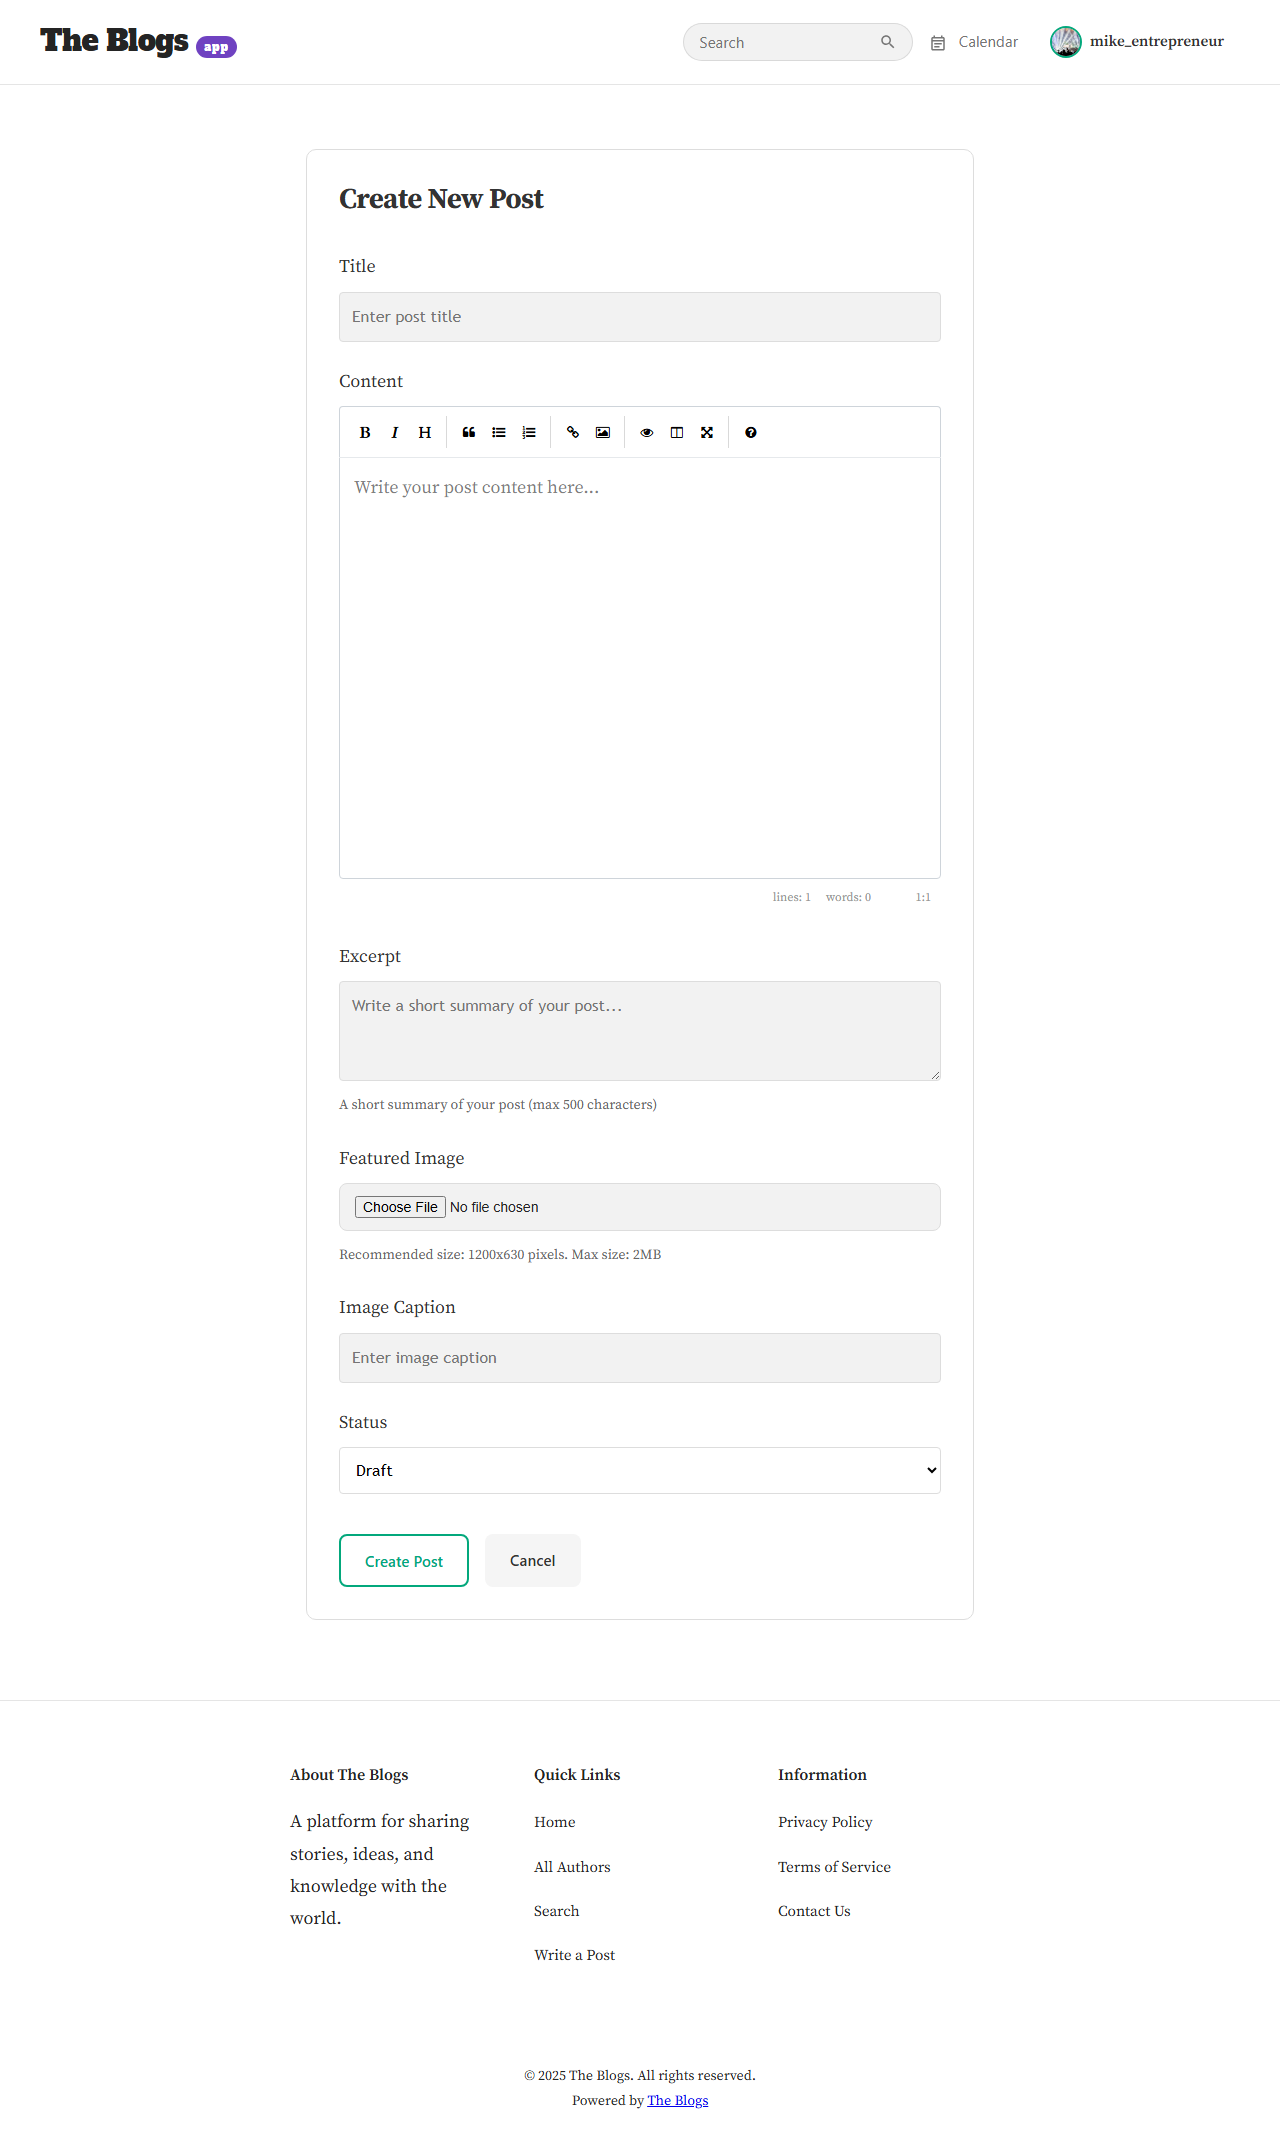 The Blogs app
Search
Calendar
mike_entrepreneur
Create New Post
Title
Enter post title
Content
B I H
Write your post content here...
lines: 1 words: 0 1:1
Excerpt
Write a short summary of your post...
A short summary of your post (max 500 characters)
Featured Image
Choose File No file chosen
Recommended size: 1200x630 pixels. Max size: 2MB
Image Caption
Enter image caption
Status
Draft
Create Post
Cancel
About The Blogs
A platform for sharing
stories, ideas, and
knowledge with the
world.
Quick Links
Home
All Authors
Search
Write a Post
Information
Privacy Policy
Terms of Service
Contact Us
© 2025 The Blogs. All rights reserved.
Powered by The Blogs